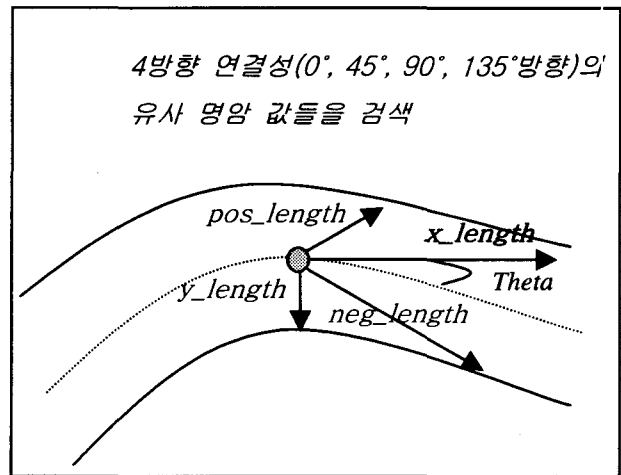 4방향 연결성(0°, 45°, 90°, 135°방향)의
유사 명암 값들을 검색
pos_length
x_length
Theta
y_length
neg_length